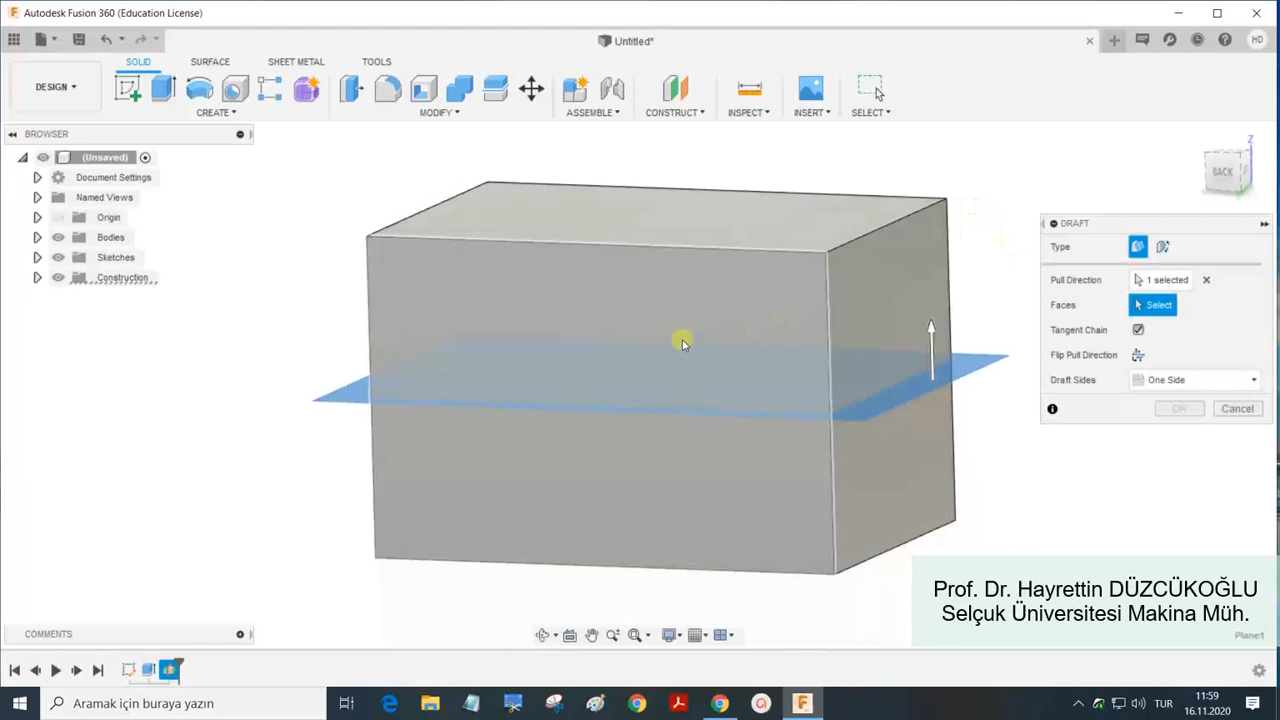 Autodesk Fusion 360 (Education License)
Untitled*
HD
SOLID
SURFACE
SHEET METAL
TOOLS
DESIGN
CREATE
MODIFY
ASSEMBLE
CONSTRUCT
INSPECT
INSERT
SELECT
BROWSER
(Unsaved)
Document Settings
Named Views
Origin
Bodies
Sketches
Construction
Z
BACK
DRAFT
Type
Pull Direction
1 selected
Faces
Select
Tangent Chain
Flip Pull Direction
Draft Sides
One Side
OK
Cancel
Prof. Dr. Hayrettin DÜZCÜKOĞLU
Selçuk Üniversitesi Makina Müh.
Plane1
COMMENTS
Aramak için buraya yazın
TUR
11:59
16.11.2020